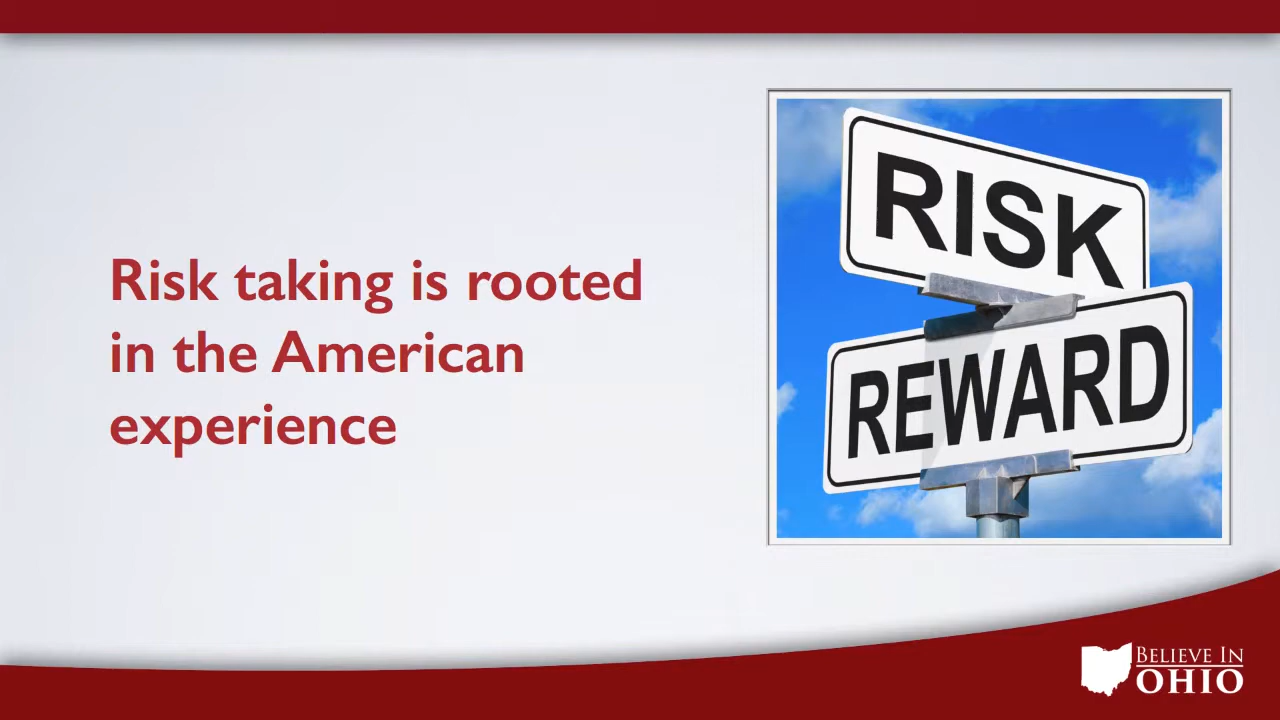 Risk taking is rooted
in the American
experience
RISK
REWARD
BELIEVE IN
OHIO